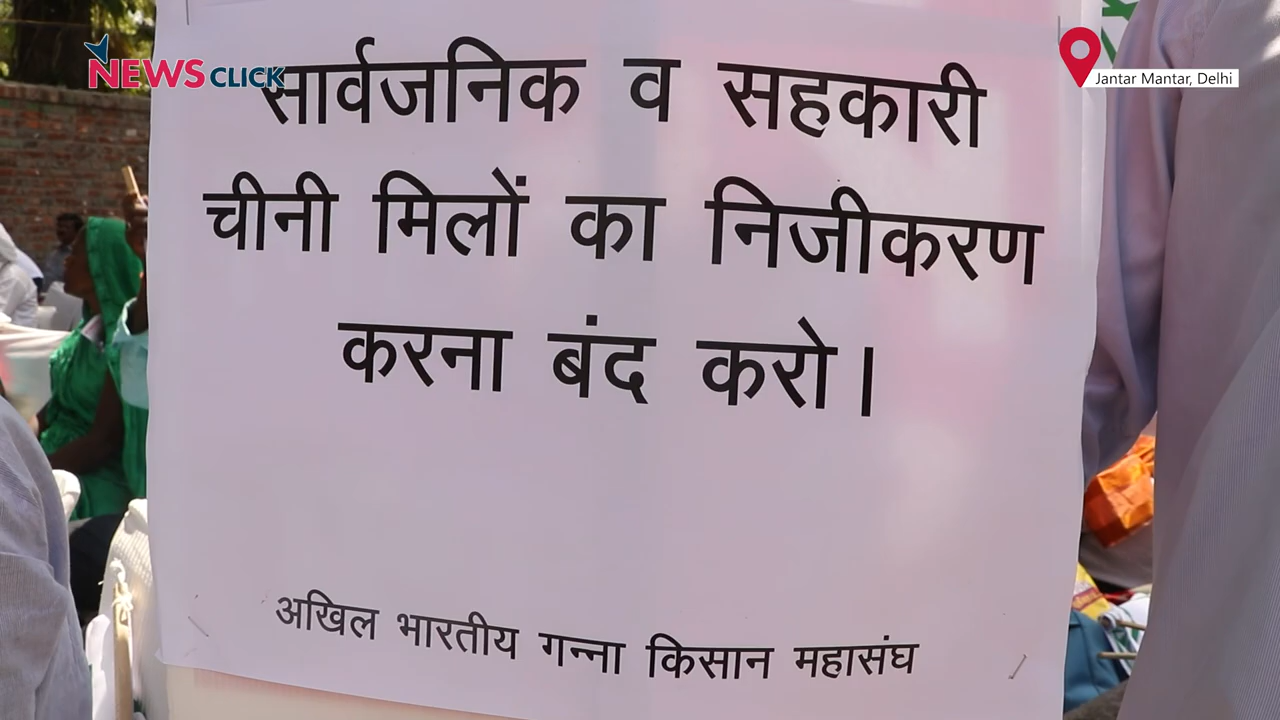 NEWSCLICK
Jantar Mantar, Delhi
सार्वजनिक व सहकारी
चीनी मिलों का निजीकरण
करना बंद करो।
अखिल भारतीय गन्ना किसान महासंघ